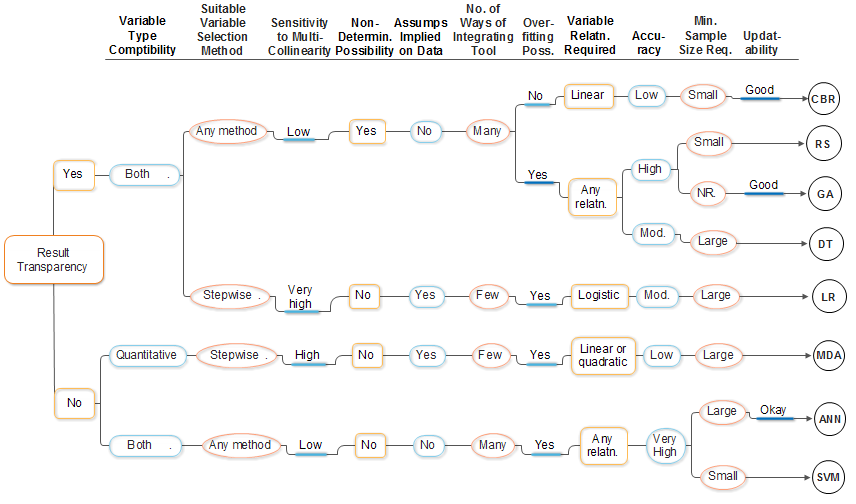 Variable
Type
Comptibility
Suitable
Variable
Selection
Method
Sensitivity
to Multi-
Collinearity
Non-
Determin.
Possibility
Assumps
Implied
on Data
No. of
Ways of
Integrating
Tool
Over-
fitting
Poss.
Variable
Relatn.
Required
Accu-
racy
Min.
Sample
Size Req.
Updat-
ability
Result
Transparency
Yes
Both .
Any method
Low
Yes
No
Many
No
Linear
Low
Small
Good
CBR
Yes
Any
relatn.
High
Small
RS
NR.
Good
GA
Mod.
Large
DT
Stepwise .
Very
high
No
Yes
Few
Yes
Logistic
Mod.
Large
LR
No
Quantitative
Stepwise .
High
No
Yes
Few
Yes
Linear or
quadratic
Low
Large
MDA
Both .
Any method
Low
No
No
Many
Yes
Any
relatn.
Very
High
Large
Okay
ANN
Small
SVM